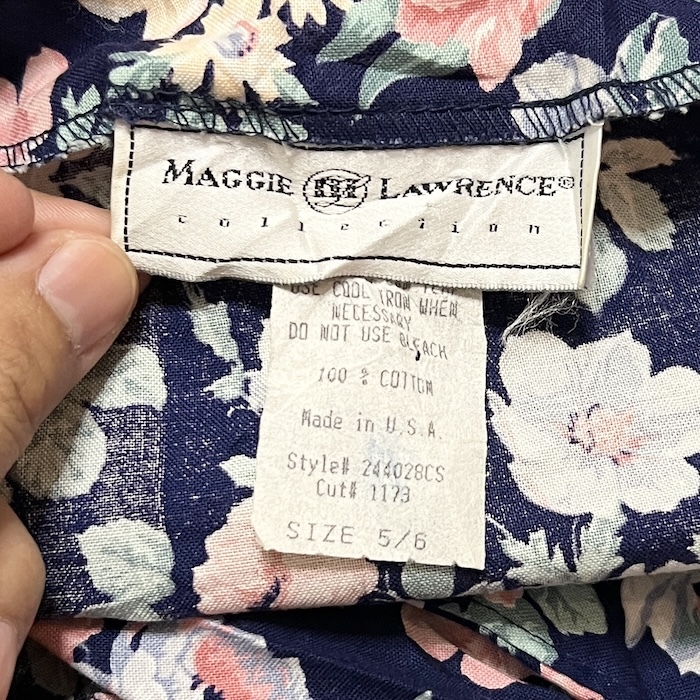 MAGGIE LAWRENCE®
collection
USE COOL IRON WHEN
NECESSARY
DO NOT USE BLEACH
100 % COTTON
Made in U.S.A.
Style# 244028CS
Cut# 1173
SIZE 5/6